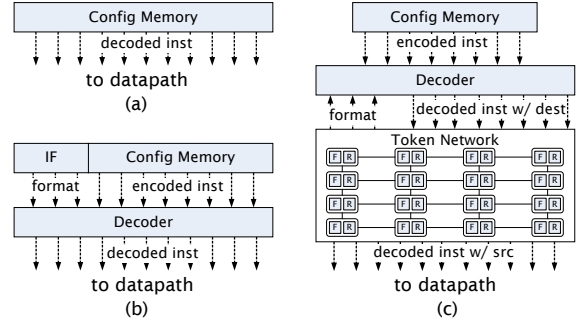 Config Memory
decoded inst
to datapath
(a)
IF Config Memory
format encoded inst
Decoder
decoded inst
to datapath
(b)
Config Memory
encoded inst
Decoder
format decoded inst w/ dest
Token Network
F R F R F R F R
F R F R F R F R
F R F R F R F R
F R F R F R F R
decoded inst w/ src
to datapath
(c)